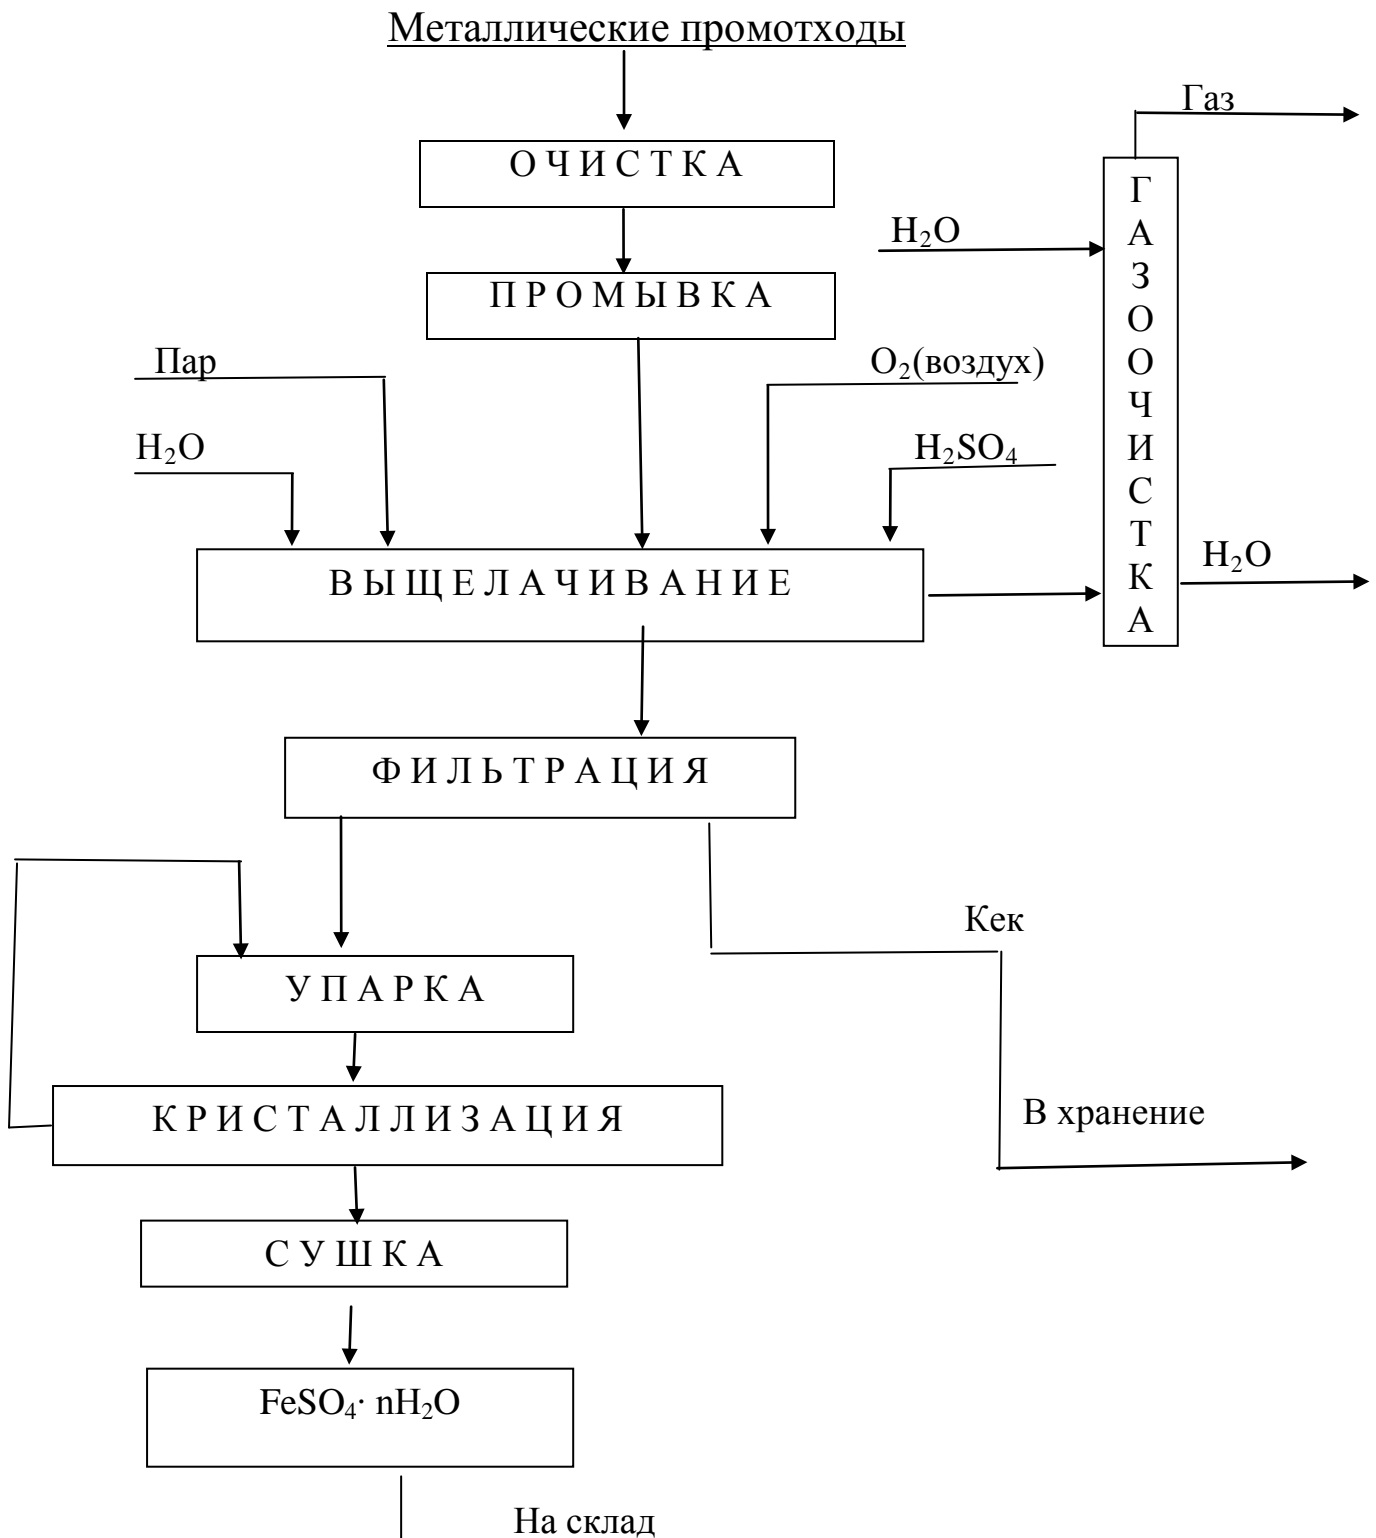 Металлические промотходы
Газ
О Ч И С Т К А
Г А З О О Ч И С Т К А
H₂O
П Р О М Ы В К А
Пар
O₂(воздух)
H₂O
H₂SO₄
H₂O
В Ы Щ Е Л А Ч И В А Н И Е
Ф И Л Ь Т Р А Ц И Я
Кек
У П А Р К А
К Р И С Т А Л Л И З А Ц И Я
В хранение
С У Ш К А
FeSO₄· nH₂O
На склад